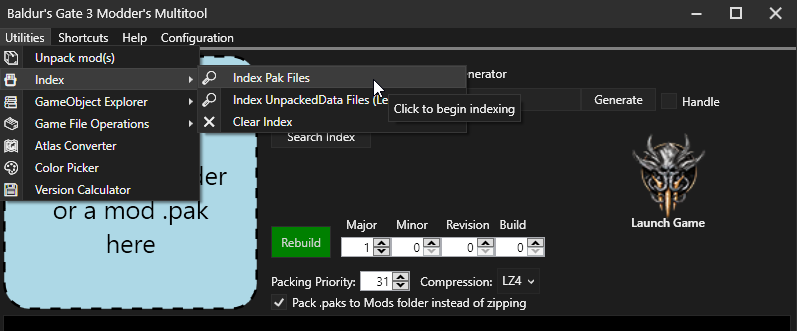 Baldur's Gate 3 Modder's Multitool
Utilities Shortcuts Help Configuration
Unpack mod(s)
Index
GameObject Explorer
Game File Operations
Atlas Converter
Color Picker
Version Calculator
Index Pak Files
Index UnpackedData Files (Le
Clear Index
Click to begin indexing
Generate
Handle
Search Index
or a mod .pak
here
Launch Game
Major Minor Revision Build
Rebuild 1 0 0 0
Packing Priority: 31 Compression: LZ4
Pack .paks to Mods folder instead of zipping